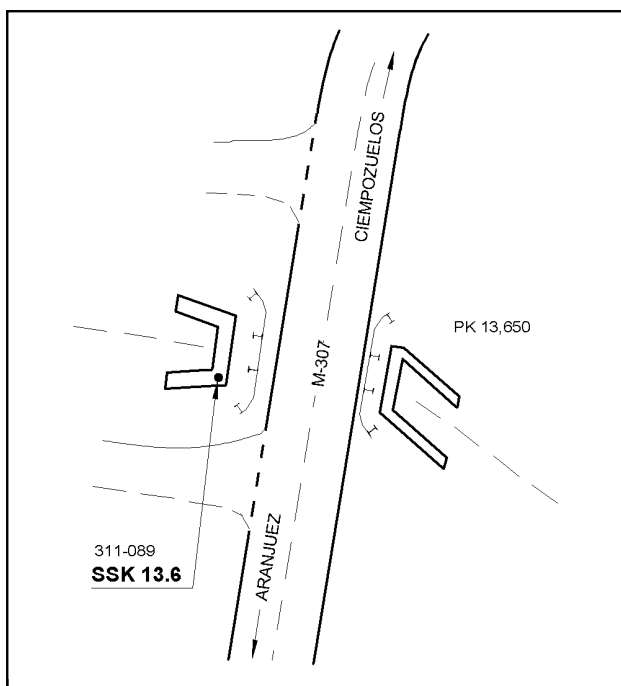 CIEMPOZUELOS
PK 13,650
M-307
ARANJUEZ
311-089
SSK 13.6